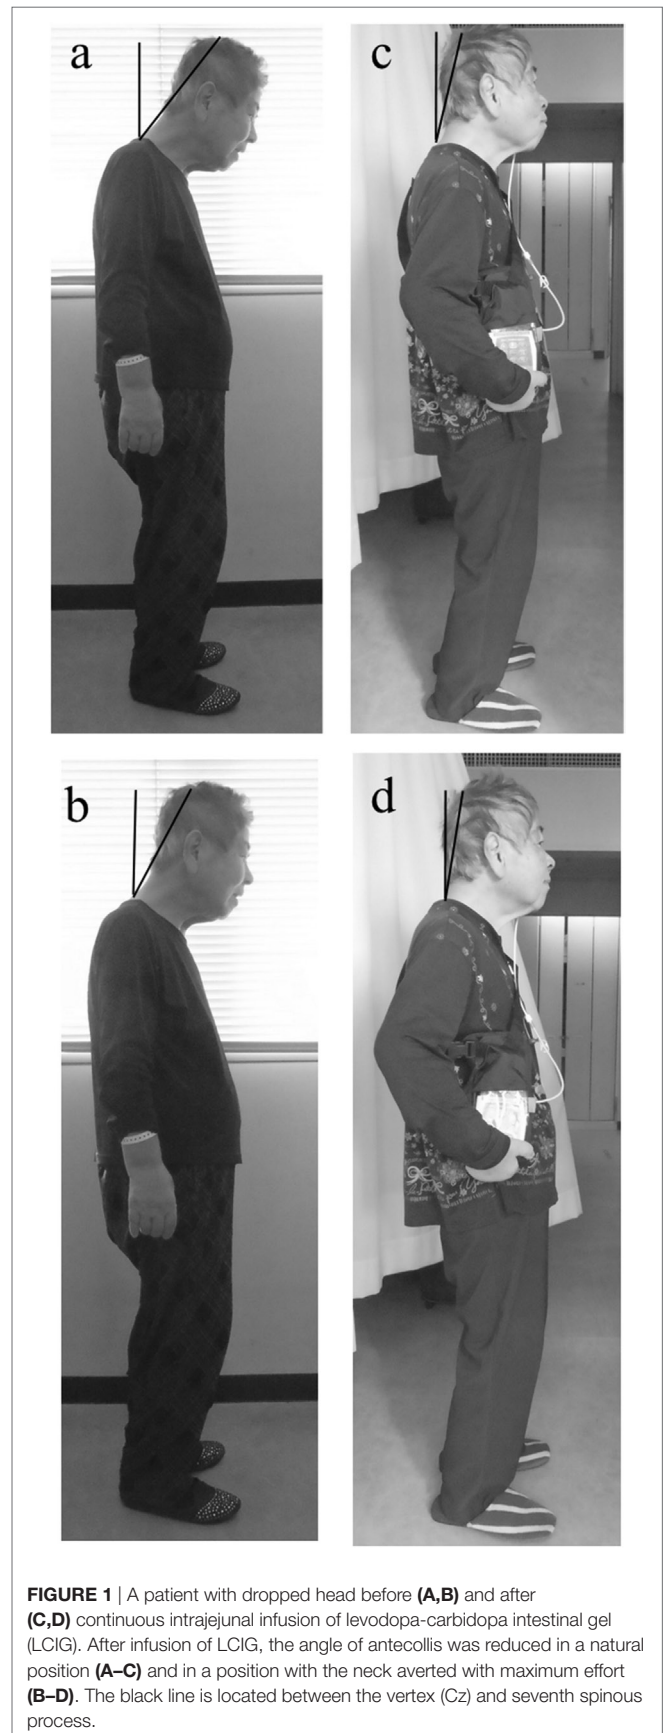 a
c
b
d
FIGURE 1 | A patient with dropped head before (A,B) and after
(C,D) continuous intrajejunal infusion of levodopa-carbidopa intestinal gel
(LCIG). After infusion of LCIG, the angle of antecollis was reduced in a natural
position (A–C) and in a position with the neck averted with maximum effort
(B–D). The black line is located between the vertex (Cz) and seventh spinous
process.